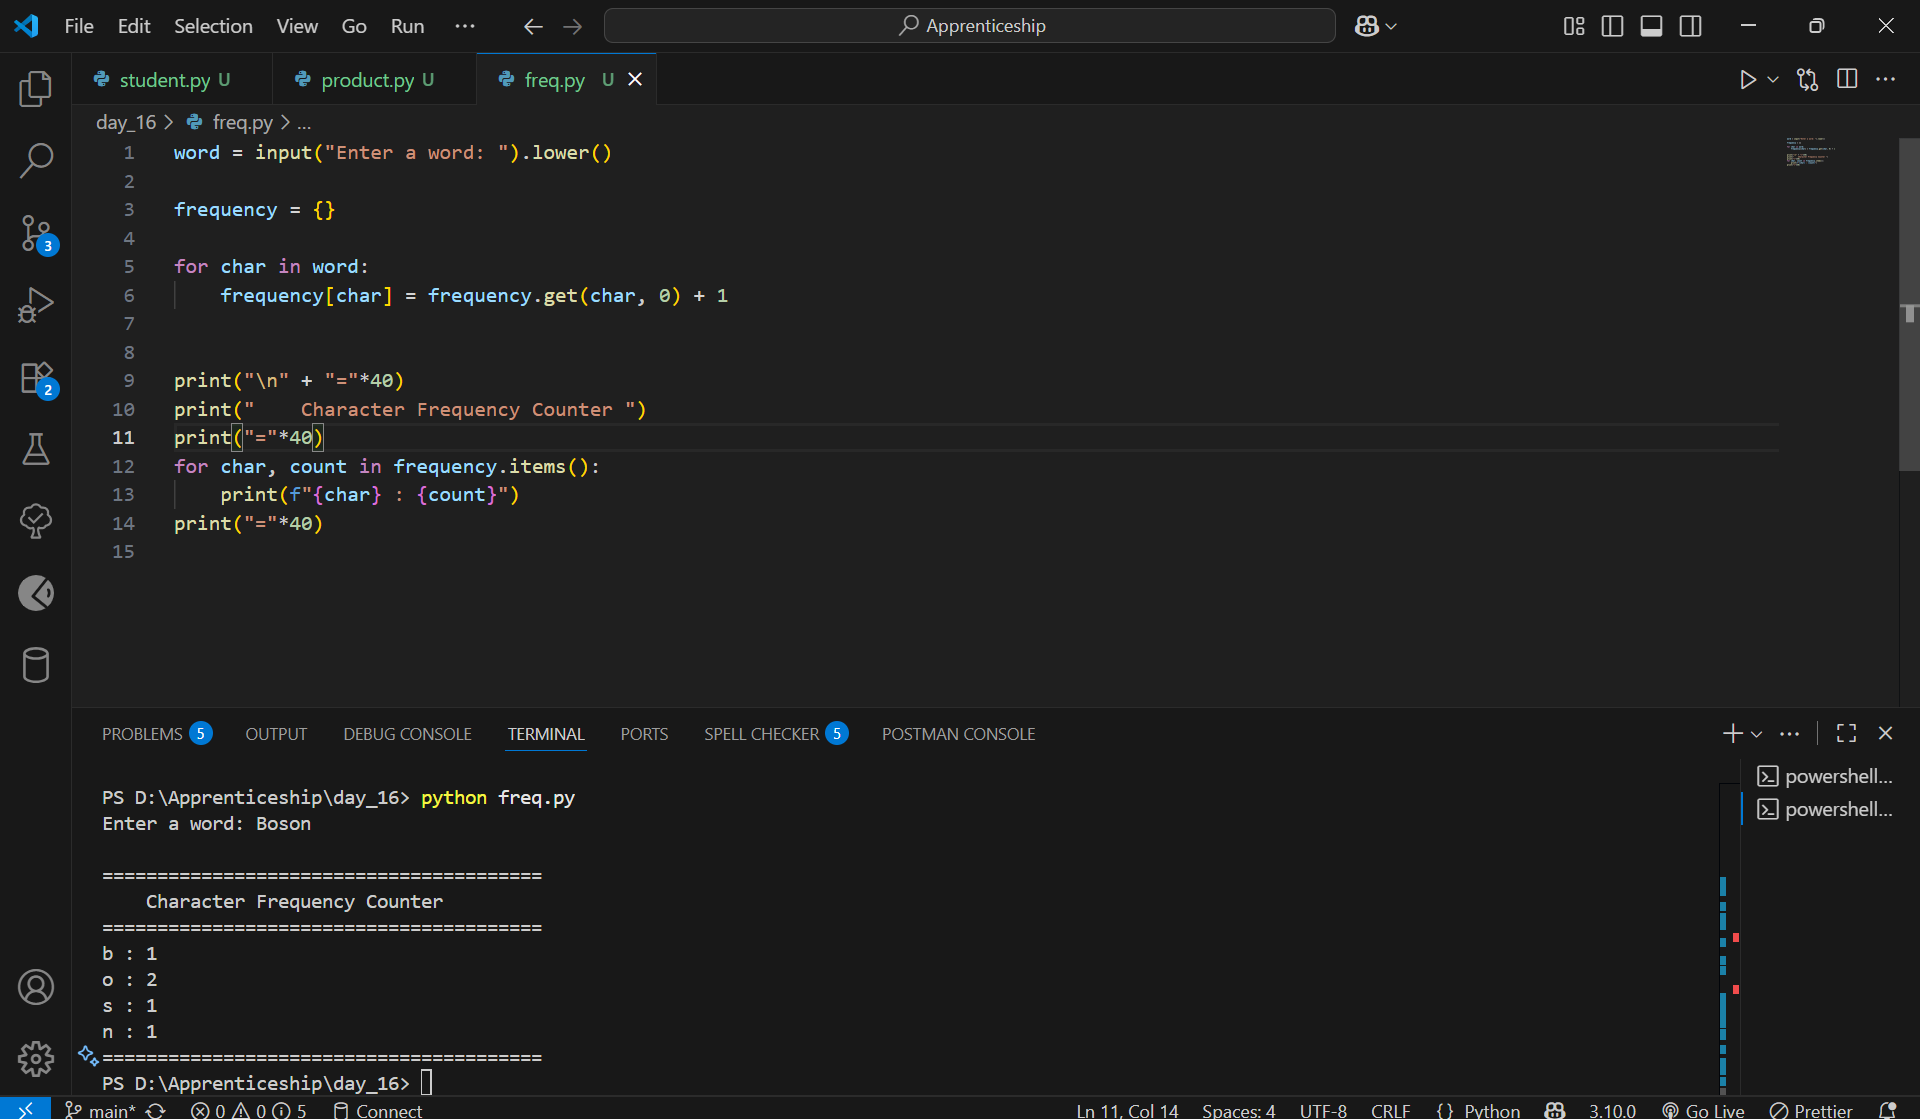 File Edit Selection View Go Run ··· Apprenticeship
student.py U product.py U freq.py U
day_16 > freq.py > ...
1 word = input("Enter a word: ").lower()
2
3 frequency = {}
4
5 for char in word:
6     frequency[char] = frequency.get(char, 0) + 1
7
8
9 print("\n" + "="*40)
10 print("    Character Frequency Counter ")
11 print("="*40)
12 for char, count in frequency.items():
13     print(f"{char} : {count}")
14 print("="*40)
15
3
2
PROBLEMS 5 OUTPUT DEBUG CONSOLE TERMINAL PORTS SPELL CHECKER 5 POSTMAN CONSOLE
powershell...
powershell...
PS D:\Apprenticeship\day_16> python freq.py
Enter a word: Boson
========================================
    Character Frequency Counter
========================================
b : 1
o : 2
s : 1
n : 1
========================================
PS D:\Apprenticeship\day_16>
main* 0 0 5 Connect Ln 11, Col 14 Spaces: 4 UTF-8 CRLF {} Python 3.10.0 Go Live Prettier